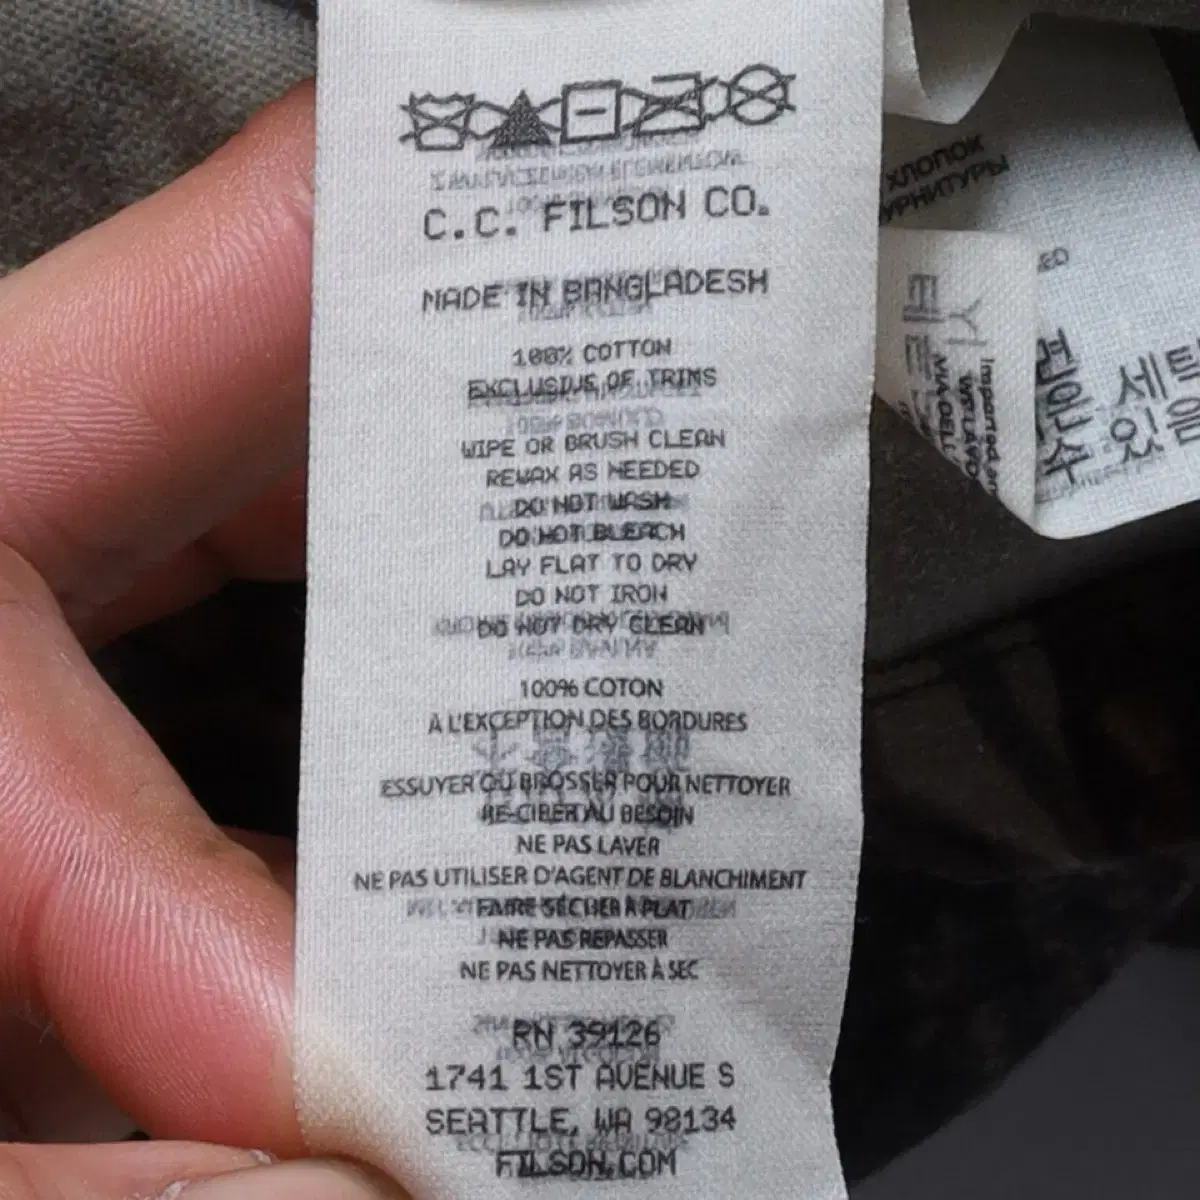 C.C. FILSON CO.
MADE IN BANGLADESH
100% COTTON
EXCLUSIVE OF TRIMS
WIPE OR BRUSH CLEAN
REWAX AS NEEDED
DO NOT WASH
DO NOT BLEACH
LAY FLAT TO DRY
DO NOT IRON
DO NOT DRY CLEAN
100% COTON
A L'EXCEPTION DES BORDURES
ESSUYER OU BROSSER POUR NETTOYER
RE-CIRER AU BESOIN
NE PAS LAVER
NE PAS UTILISER D'AGENT DE BLANCHIMENT
FAIRE SÉCHER À PLAT
NE PAS REPASSER
NE PAS NETTOYER À SEC
RN 39126
1741 1ST AVENUE S
SEATTLE, WA 98134
FILSON.COM
ХЛОПОК
Imported